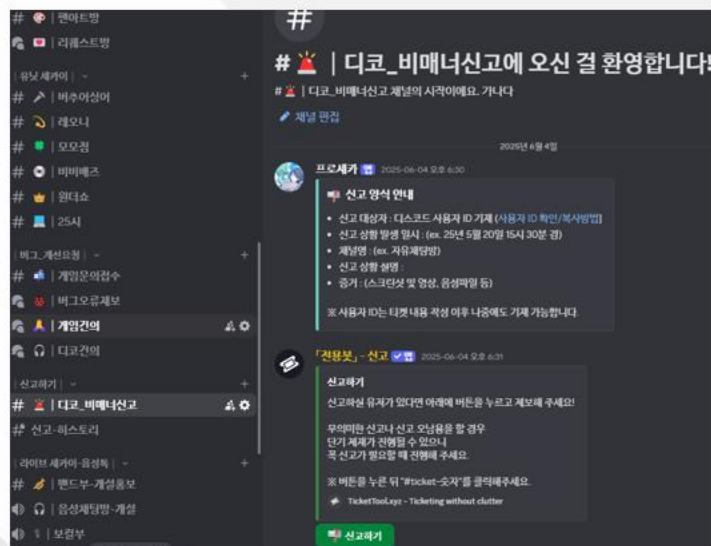 # | 팬아트방
| 리퀘스트방
| 유닛 세카이 |
# | 버추어싱어
# | 레오니
# | 모모점
# | 비비배즈
# | 원더쇼
# | 25시
| 버그_개선요청 |
# | 게임문의접수
| 버그오류제보
| 게임건의
| 디코건의
| 신고하기 |
# | 디코_비매너신고
# 신고-히스토리
| 라이브 세카이-음성톡 |
# | 밴드부-개설홍보
| 음성채팅방-개설
| 보컬부
#
# | 디코_비매너신고에 오신 걸 환영합니다!
# | 디코_비매너신고 채널의 시작이에요. 가나다
채널 편집
2025년 6월 4일
프로세카 앱 2025-06-04 오후 6:30
신고 양식 안내
• 신고 대상자 : 디스코드 사용자 ID 기재 (사용자 ID 확인/복사방법]
• 신고 상황 발생 일시 : (ex. 25년 5월 20일 15시 30분 경)
• 채널명 : (ex. 자유채팅방)
• 신고 상황 설명 :
• 증거 : (스크린샷 및 영상, 음성파일 등)
※ 사용자 ID는 티켓 내용 작성 이후 나중에도 기재 가능합니다.
「전용봇」- 신고 ✓앱 2025-06-04 오후 6:31
신고하기
신고하실 유저가 있다면 아래에 버튼을 누르고 제보해 주세요!
무의미한 신고나 신고 오남용을 할 경우
단기 제재가 진행될 수 있으니
꼭 신고가 필요할 때 진행해 주세요.
※ 버튼을 누른 뒤 "#ticket-숫자"를 클릭해주세요.
TicketTool.xyz - Ticketing without clutter
신고하기